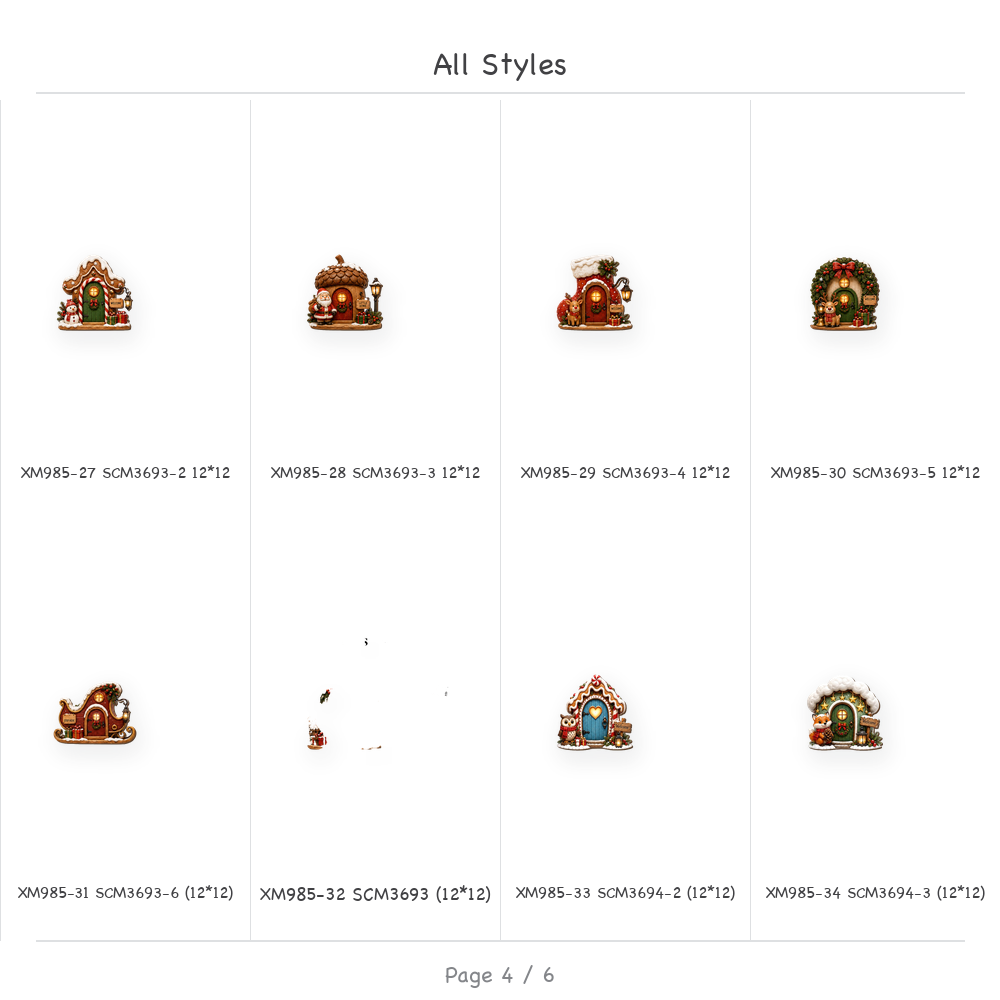 All Styles
XM985-27 SCM3693-2 12*12
XM985-28 SCM3693-3 12*12
XM985-29 SCM3693-4 12*12
XM985-30 SCM3693-5 12*12
XM985-31 SCM3693-6 (12*12)
XM985-32 SCM3693 (12*12)
XM985-33 SCM3694-2 (12*12)
XM985-34 SCM3694-3 (12*12)
Page 4 / 6